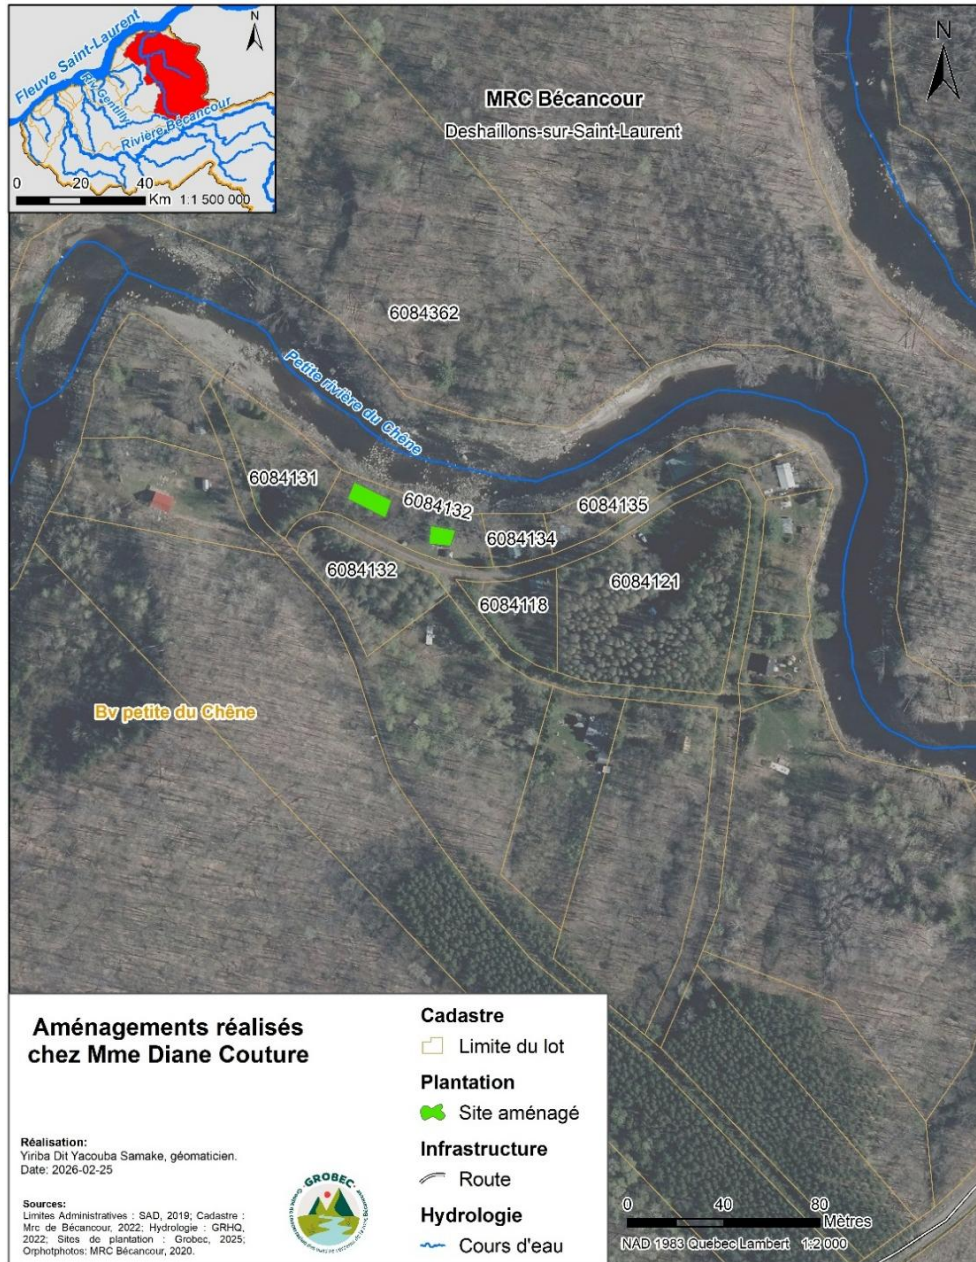 N
Fleuve Saint-Laurent
Riv Gentilly
Rivière Bécancour
0 20 40
Km 1:1 500 000
N
MRC Bécancour
Deshaillons-sur-Saint-Laurent
6084362
Petite rivière du Chêne
6084131
6084132
6084135
6084134
6084132
6084121
6084118
Bv petite du Chêne
Aménagements réalisés
chez Mme Diane Couture
Réalisation:
Yiriba Dit Yacouba Samake, géomaticien.
Date: 2026-02-25
Sources:
Limites Administratives : SAD, 2019; Cadastre :
Mrc de Bécancour, 2022; Hydrologie : GRHQ,
2022; Sites de plantation : Grobec, 2025;
Orphotphotos: MRC Bécancour, 2020.
GROBEC
Cadastre
Limite du lot
Plantation
Site aménagé
Infrastructure
Route
Hydrologie
Cours d'eau
0 40 80
Mètres
NAD 1983 Quebec Lambert 1:2 000